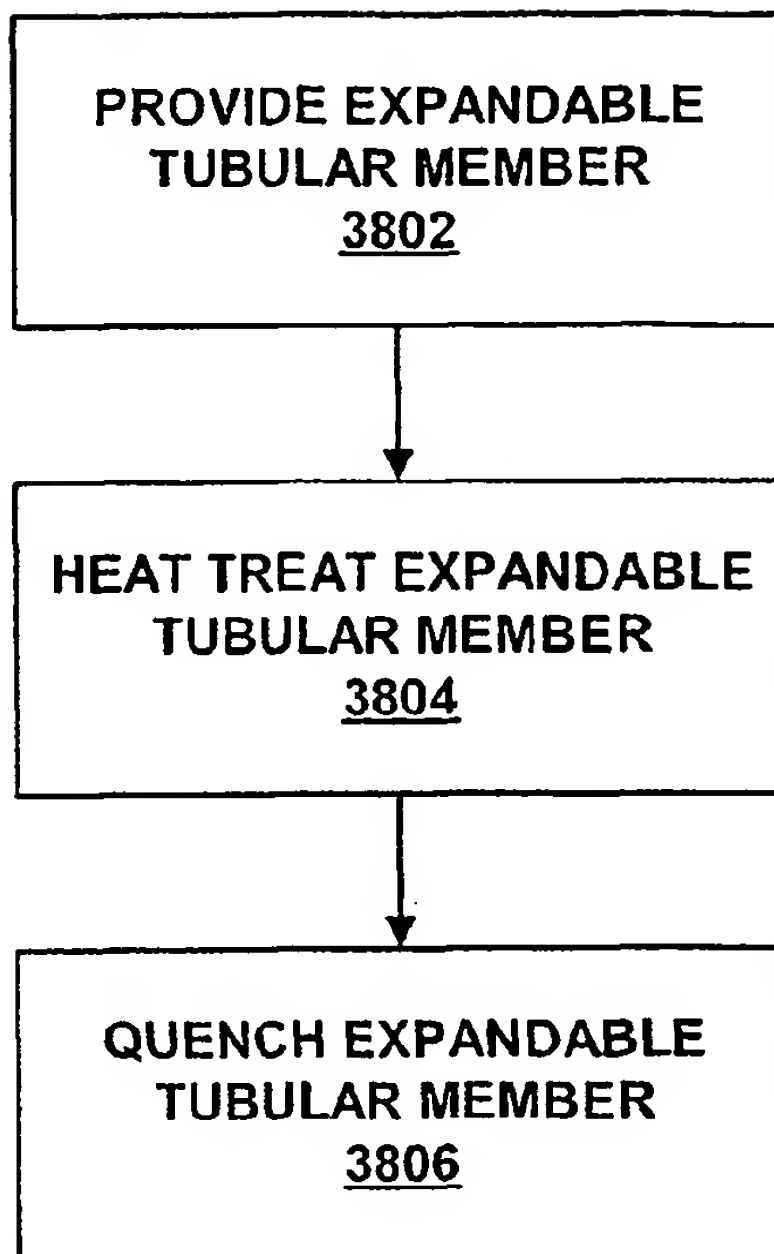 PROVIDE EXPANDABLE
TUBULAR MEMBER
3802
HEAT TREAT EXPANDABLE
TUBULAR MEMBER
3804
QUENCH EXPANDABLE
TUBULAR MEMBER
3806